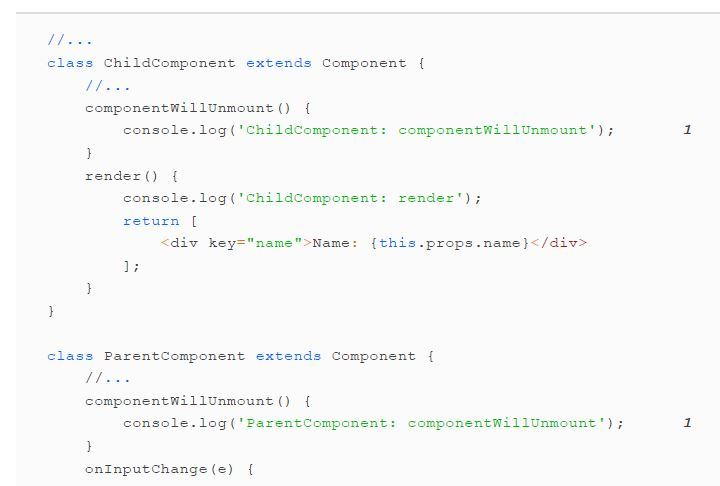 //...
class ChildComponent extends Component {
    //...
    componentWillUnmount() {
        console.log('ChildComponent: componentWillUnmount');    1
    }
    render() {
        console.log('ChildComponent: render');
        return [
            <div key="name">Name: {this.props.name}</div>
        ];
    }
}

class ParentComponent extends Component {
    //...
    componentWillUnmount() {
        console.log('ParentComponent: componentWillUnmount');    1
    }
    onInputChange(e) {